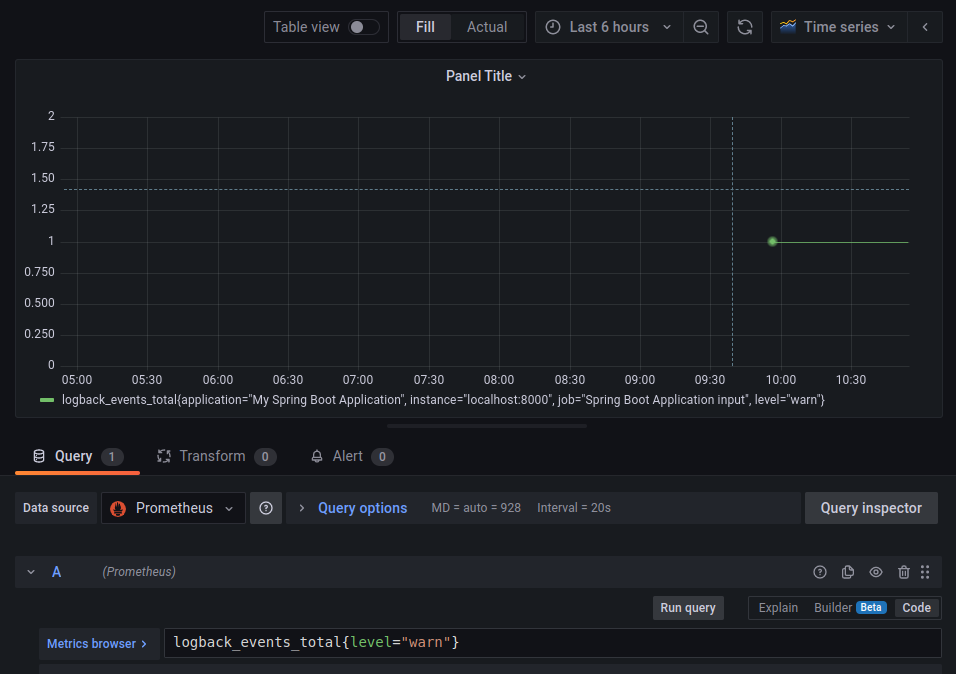 Table view Fill Actual Last 6 hours Time series
Panel Title
2
1.75
1.50
1.25
1
0.750
0.500
0.250
0
05:00 05:30 06:00 06:30 07:00 07:30 08:00 08:30 09:00 09:30 10:00 10:30
logback_events_total{application="My Spring Boot Application", instance="localhost:8000", job="Spring Boot Application input", level="warn"}
Query 1 Transform 0 Alert 0
Data source Prometheus Query options MD = auto = 928 Interval = 20s Query inspector
A (Prometheus)
Run query Explain Builder Beta Code
Metrics browser > logback_events_total{level="warn"}